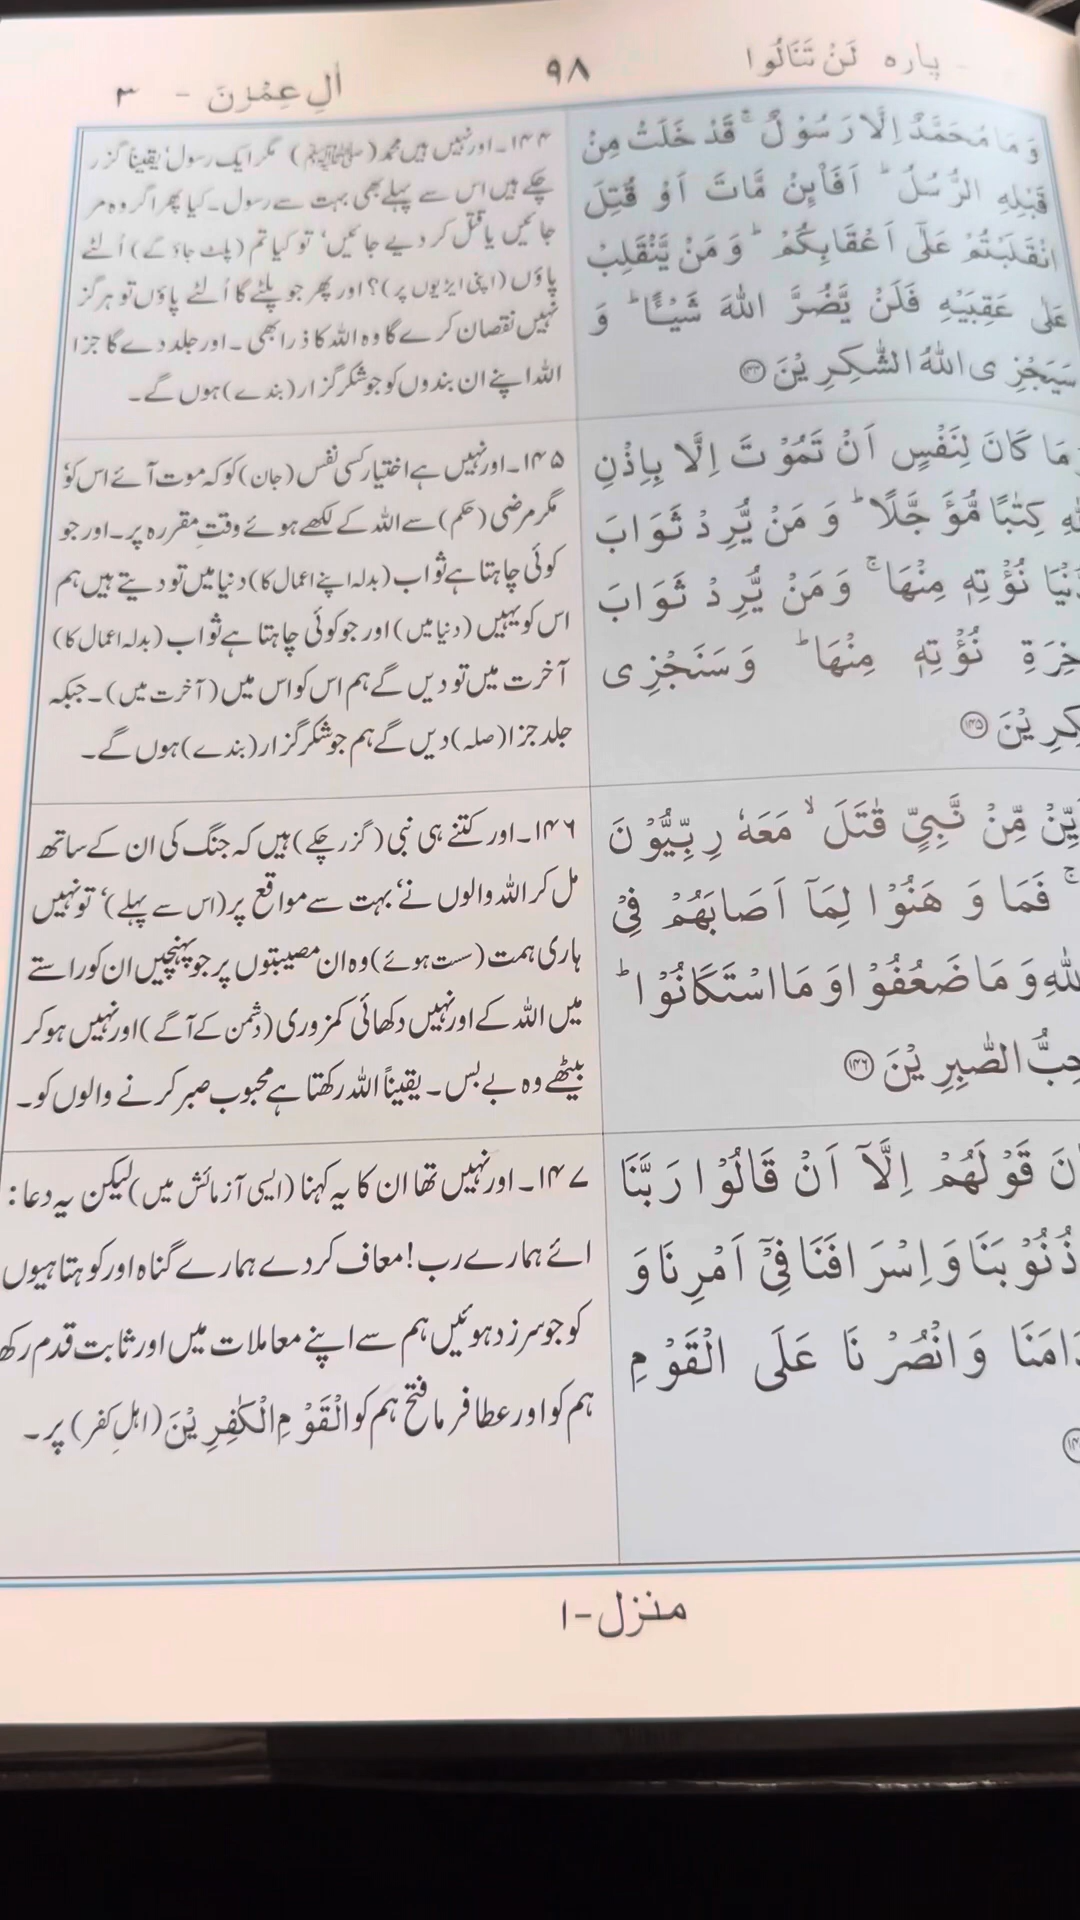 پارہ لَنْ تَنَالُوا
۹۸
اٰلِ عِمْرٰنَ - ۳
وَ مَا مُحَمَّدٌ اِلَّا رَسُوْلٌ ۚ قَدْ خَلَتْ مِنْ
قَبْلِهِ الرُّسُلُ ؕ اَفَا۟ئِنْ مَّاتَ اَوْ قُتِلَ
انْقَلَبْتُمْ عَلٰۤى اَعْقَابِكُمْ ؕ وَ مَنْ يَّنْقَلِبْ
عَلٰى عَقِبَيْهِ فَلَنْ يَّضُرَّ اللّٰهَ شَيْـًٔا ؕ وَ
سَيَجْزِى اللّٰهُ الشّٰكِرِيْنَ ۝۱۴۴
۱۴۴۔ اور نہیں ہیں محمد (ﷺ) مگر ایک رسول' یقیناً گزر
چکے ہیں اس سے پہلے بھی بہت سے رسول۔ کیا پھر اگر وہ مر
جائیں یا قتل کر دیے جائیں' تو کیا تم (پلٹ جاؤ گے) اُلٹے
پاؤں (اپنی ایڑیوں پر)؟ اور پھر جو پلٹے گا اُلٹے پاؤں تو ہرگز
نہیں نقصان کرے گا وہ اللہ کا ذرا بھی۔ اور جلد دے گا جزا
اللہ اپنے ان بندوں کو جو شکر گزار (بندے) ہوں گے۔
مَا كَانَ لِنَفْسٍ اَنْ تَمُوْتَ اِلَّا بِاِذْنِ
كِتٰبًا مُّؤَجَّلًا ؕ وَ مَنْ يُّرِدْ ثَوَابَ
نُؤْتِهٖ مِنْهَا ۚ وَ مَنْ يُّرِدْ ثَوَابَ
نُؤْتِهٖ مِنْهَا ؕ وَ سَنَجْزِى
۝۱۴۵
۱۴۵۔ اور نہیں ہے اختیار کسی نفس (جان) کو کہ موت آئے اس کو
مگر مرضی (حکم) سے اللہ کے لکھے ہوئے وقتِ مقررہ پر۔ اور جو
کوئی چاہتا ہے ثواب (بدلہ اپنے اعمال کا) دنیا میں تو دیتے ہیں ہم
اس کو یہیں (دنیا میں) اور جو کوئی چاہتا ہے ثواب (بدلہ اعمال کا)
آخرت میں تو دیں گے ہم اس کو اس میں (آخرت میں)۔ جبکہ
جلد جزا (صلہ) دیں گے ہم جو شکر گزار (بندے) ہوں گے۔
مِّنْ نَّبِيٍّ قٰتَلَ ۙ مَعَهٗ رِبِّيُّوْنَ
ۚ فَمَا وَهَنُوْا لِمَاۤ اَصَابَهُمْ فِيْ
وَ مَا ضَعُفُوْا وَ مَا اسْتَكَانُوْا ؕ
الصّٰبِرِيْنَ ۝۱۴۶
۱۴۶۔ اور کتنے ہی نبی (گزر چکے) ہیں کہ جنگ کی ان کے ساتھ
مل کر اللہ والوں نے' بہت سے مواقع پر (اس سے پہلے)' تو نہیں
ہاری ہمت (سست ہوئے) وہ ان مصیبتوں پر جو پہنچیں ان کو راستے
میں اللہ کے اور نہیں دکھائی کمزوری (دشمن کے آگے) اور نہیں ہو کر
بیٹھے وہ بے بس۔ یقیناً اللہ رکھتا ہے محبوب صبر کرنے والوں کو۔
قَوْلَهُمْ اِلَّاۤ اَنْ قَالُوْا رَبَّنَا
ذُنُوْبَنَا وَ اِسْرَافَنَا فِيْۤ اَمْرِنَا وَ
وَ انْصُرْنَا عَلَى الْقَوْمِ
۱۴۷۔ اور نہیں تھا ان کا یہ کہنا (ایسی آزمائش میں) لیکن یہ دعا:
ائے ہمارے رب! معاف کر دے ہمارے گناہ اور کوہتاہیوں
کو جو سرزد ہوئیں ہم سے اپنے معاملات میں اور ثابت قدم رکھ
ہم کو اور عطا فرما فتح ہم کو الْقَوْمِ الْكٰفِرِيْنَ (اہلِ کفر) پر۔
منزل-۱